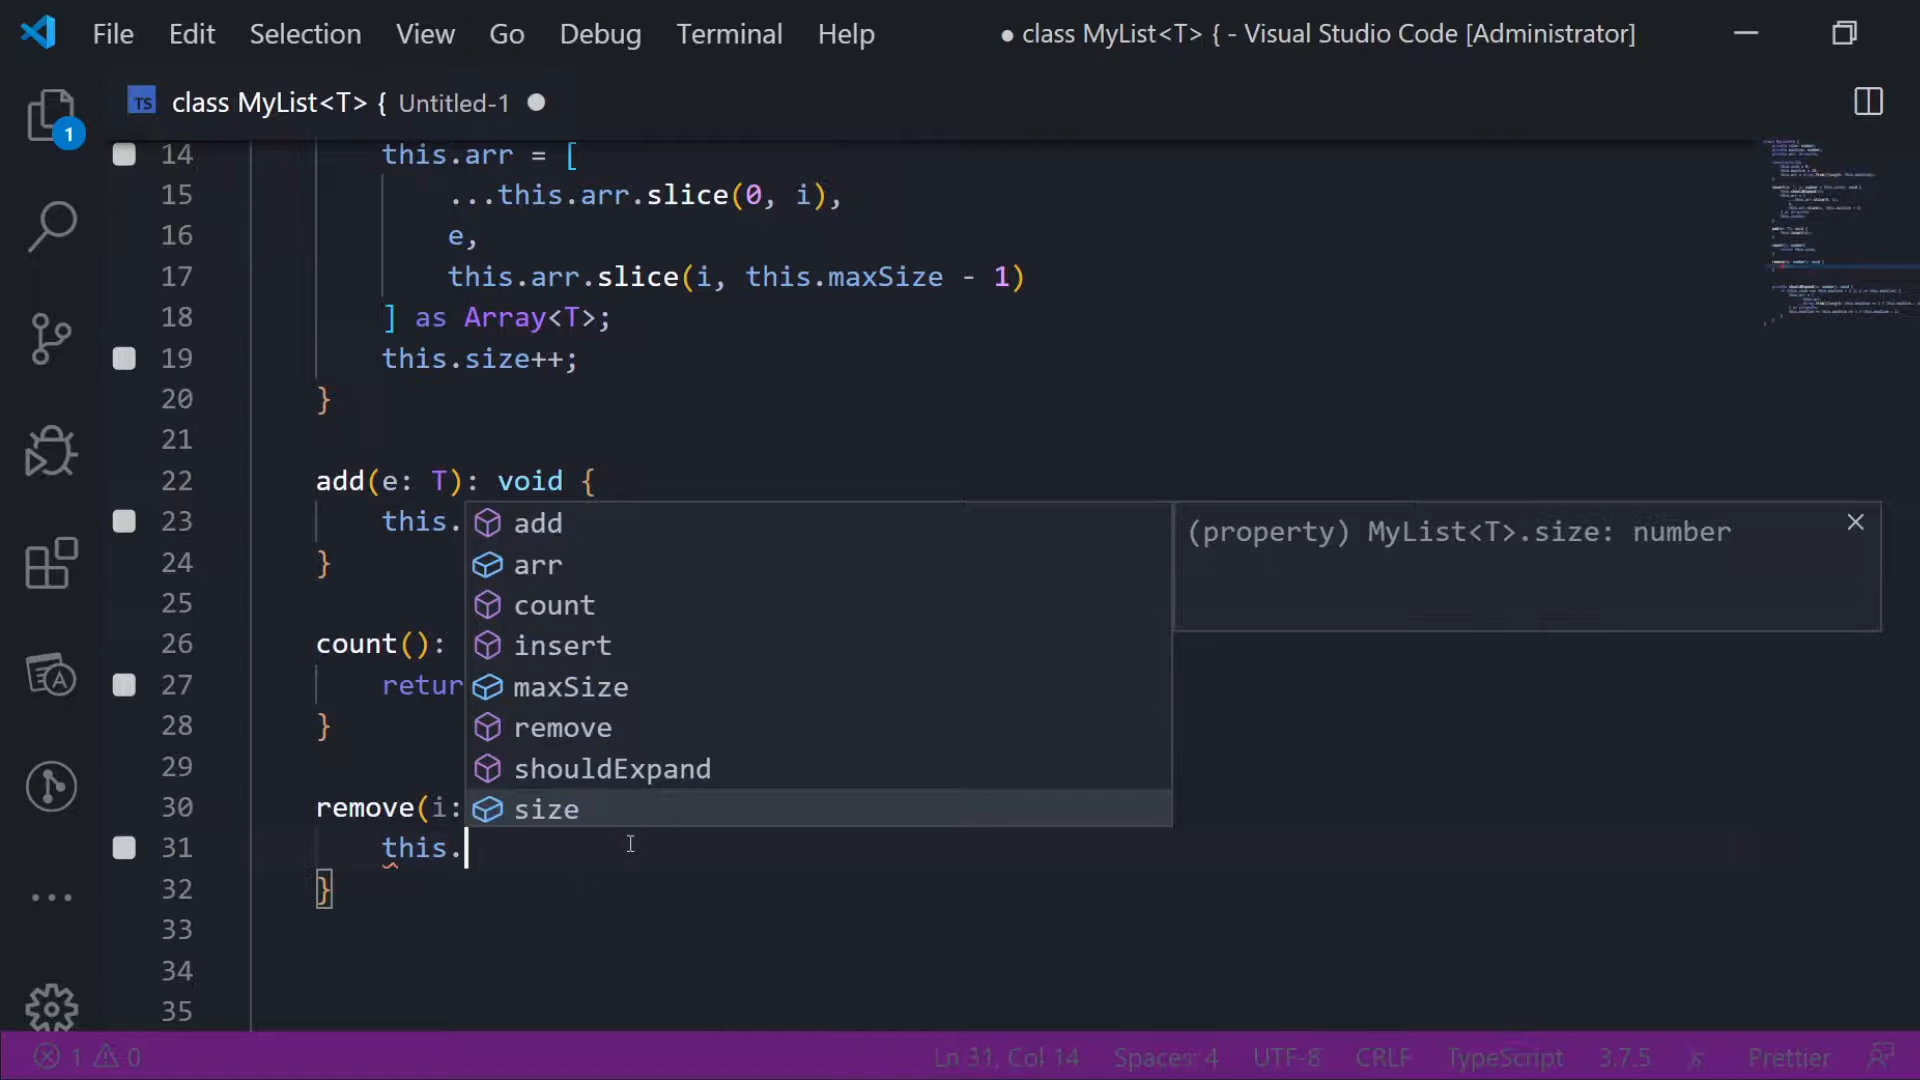 File Edit Selection View Go Debug Terminal Help ● class MyList<T> { - Visual Studio Code [Administrator]
TS class MyList<T> { Untitled-1 ●
1
14 this.arr = [
15 ...this.arr.slice(0, i),
16 e,
17 this.arr.slice(i, this.maxSize - 1)
18 ] as Array<T>;
19 this.size++;
20 }
21
22 add(e: T): void {
23 this.
24 }
25
26 count():
27 retur
28 }
29
30 remove(i:
31 this.
32 }
33
34
35
add
arr
count
insert
maxSize
remove
shouldExpand
size
(property) MyList<T>.size: number
1 0 Ln 31, Col 14 Spaces: 4 UTF-8 CRLF TypeScript 3.7.5 Prettier